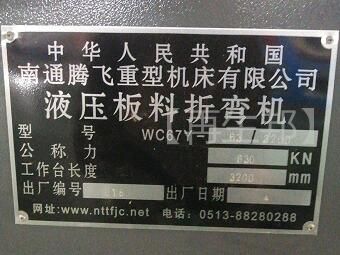 中华人民共和国
南通腾飞重型机床有限公司
液压板料折弯机
型号 WC67Y 63/3200
公称力 630 KN
工作台长度 3200 mm
出厂编号 出厂日期
网址:www.nttfjc.net 电话:0513-88280288